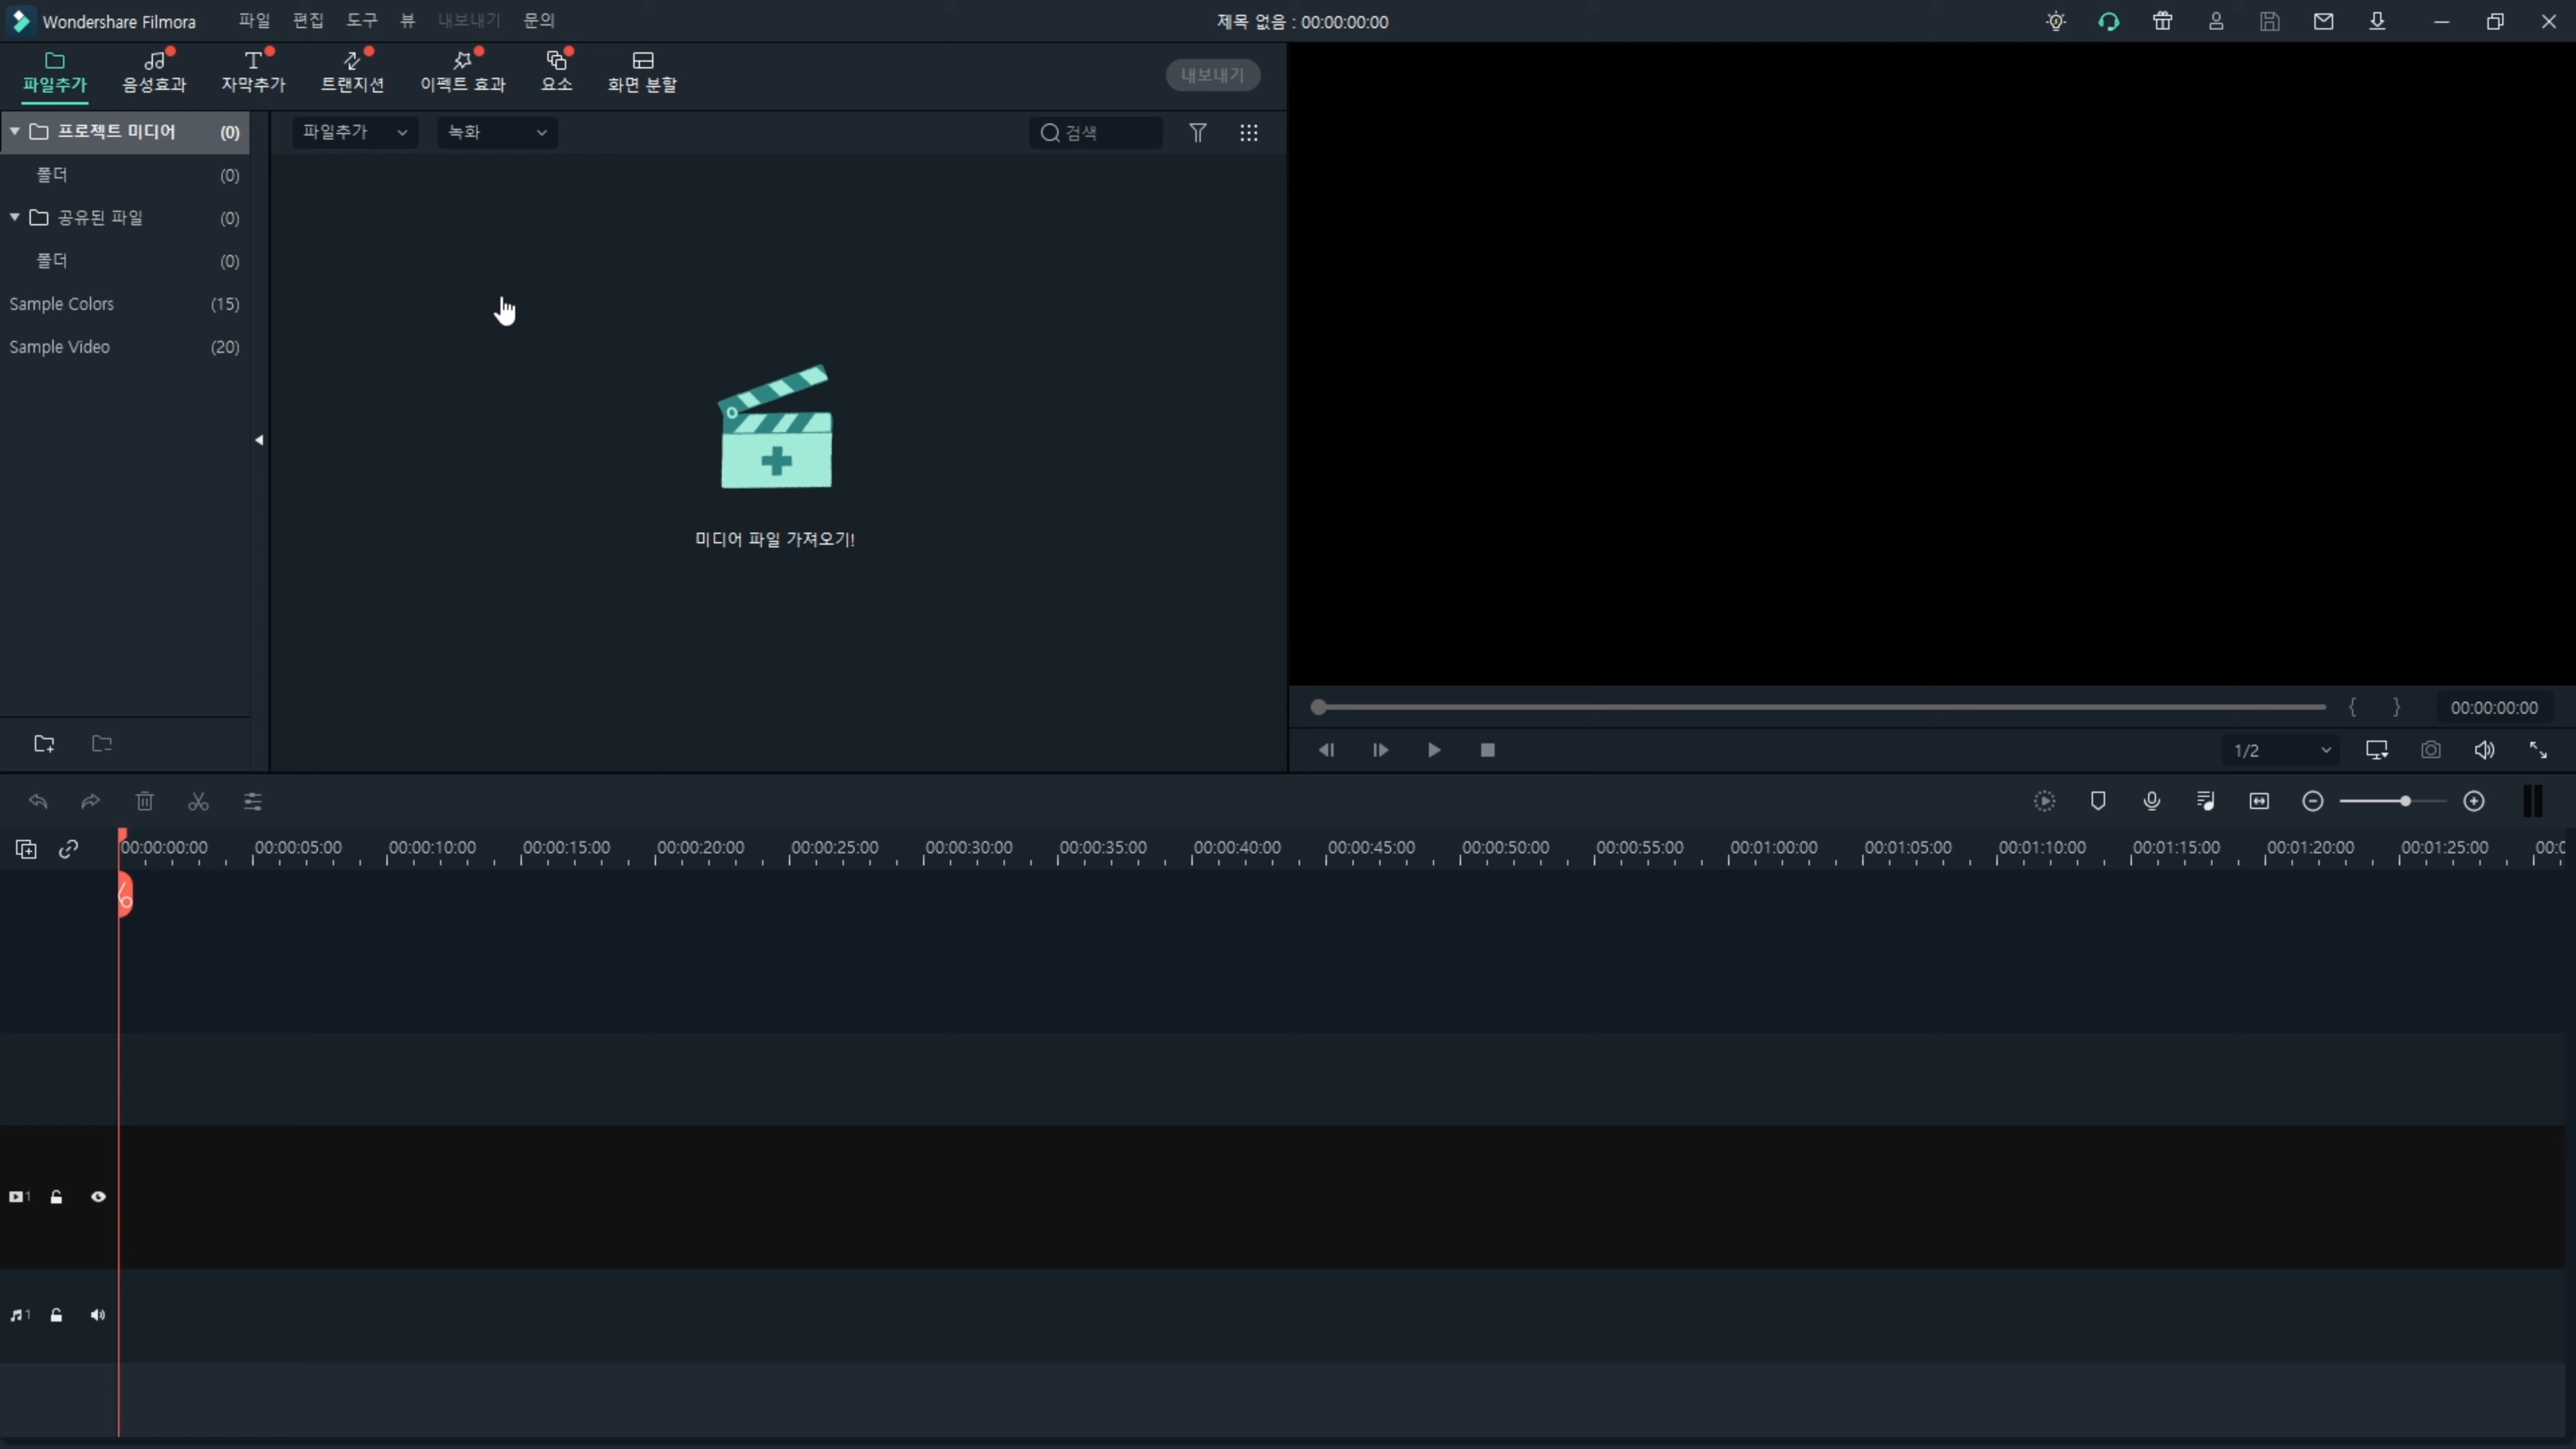 Wondershare Filmora 파일 편집 도구 뷰 내보내기 문의 제목 없음 : 00:00:00:00
파일추가 음성효과 자막추가 트랜지션 이펙트 효과 요소 화면 분할 내보내기
프로젝트 미디어 (0) 파일추가 녹화 검색
폴더 (0)
공유된 파일 (0)
폴더 (0)
Sample Colors (15)
Sample Video (20)
미디어 파일 가져오기!
{ } 00:00:00:00
1/2
00:00:00:00 00:00:05:00 00:00:10:00 00:00:15:00 00:00:20:00 00:00:25:00 00:00:30:00 00:00:35:00 00:00:40:00 00:00:45:00 00:00:50:00 00:00:55:00 00:01:00:00 00:01:05:00 00:01:10:00 00:01:15:00 00:01:20:00 00:01:25:00 00:0
1
1